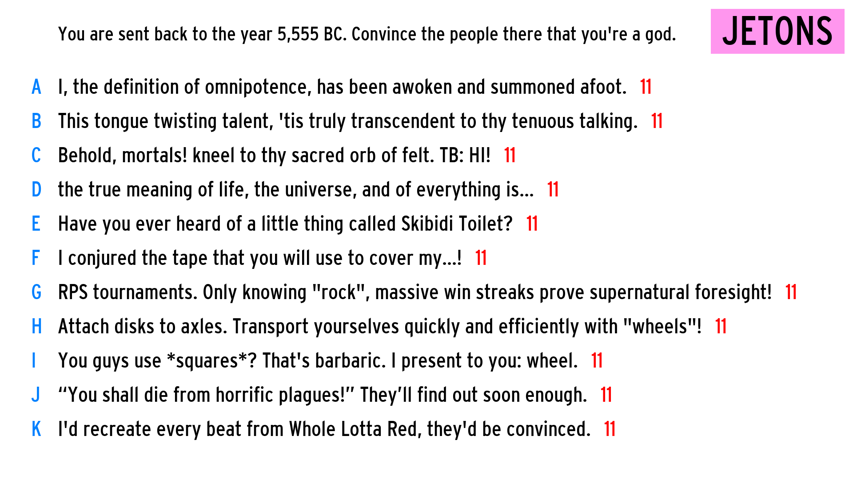 You are sent back to the year 5,555 BC. Convince the people there that you're a god.
JETONS
A I, the definition of omnipotence, has been awoken and summoned afoot. 11
B This tongue twisting talent, 'tis truly transcendent to thy tenuous talking. 11
C Behold, mortals! kneel to thy sacred orb of felt. TB: HI! 11
D the true meaning of life, the universe, and of everything is... 11
E Have you ever heard of a little thing called Skibidi Toilet? 11
F I conjured the tape that you will use to cover my...! 11
G RPS tournaments. Only knowing "rock", massive win streaks prove supernatural foresight! 11
H Attach disks to axles. Transport yourselves quickly and efficiently with "wheels"! 11
I You guys use *squares*? That's barbaric. I present to you: wheel. 11
J “You shall die from horrific plagues!” They’ll find out soon enough. 11
K I'd recreate every beat from Whole Lotta Red, they'd be convinced. 11